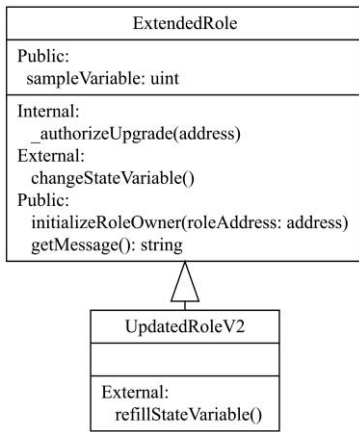 ExtendedRole
Public:
sampleVariable: uint
Internal:
_authorizeUpgrade(address)
External:
changeStateVariable()
Public:
initializeRoleOwner(roleAddress: address)
getMessage(): string
UpdatedRoleV2
External:
refillStateVariable()